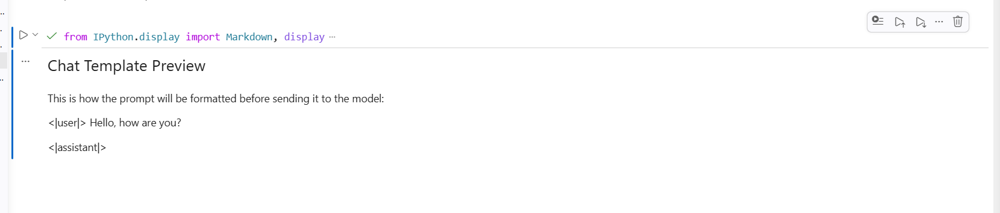 from IPython.display import Markdown, display ...
Chat Template Preview
This is how the prompt will be formatted before sending it to the model:
<|user|> Hello, how are you?
<|assistant|>